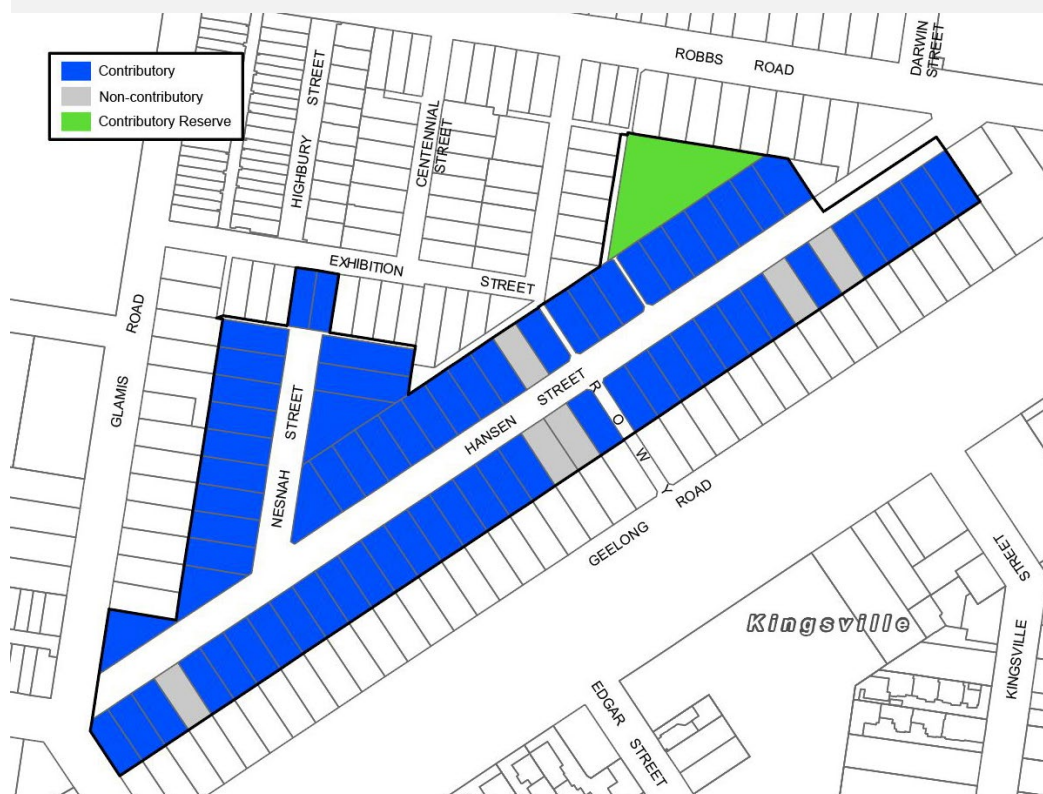 Contributory
Non-contributory
Contributory Reserve
ROBBS ROAD
DARWIN
STREET
HIGHBURY STREET
CENTENNIAL
STREET
EXHIBITION STREET
GLAMIS ROAD
NESNAH STREET
HANSEN STREET
ROWY
GEELONG ROAD
Kingsville
EDGAR STREET
KINGSVILLE STREET